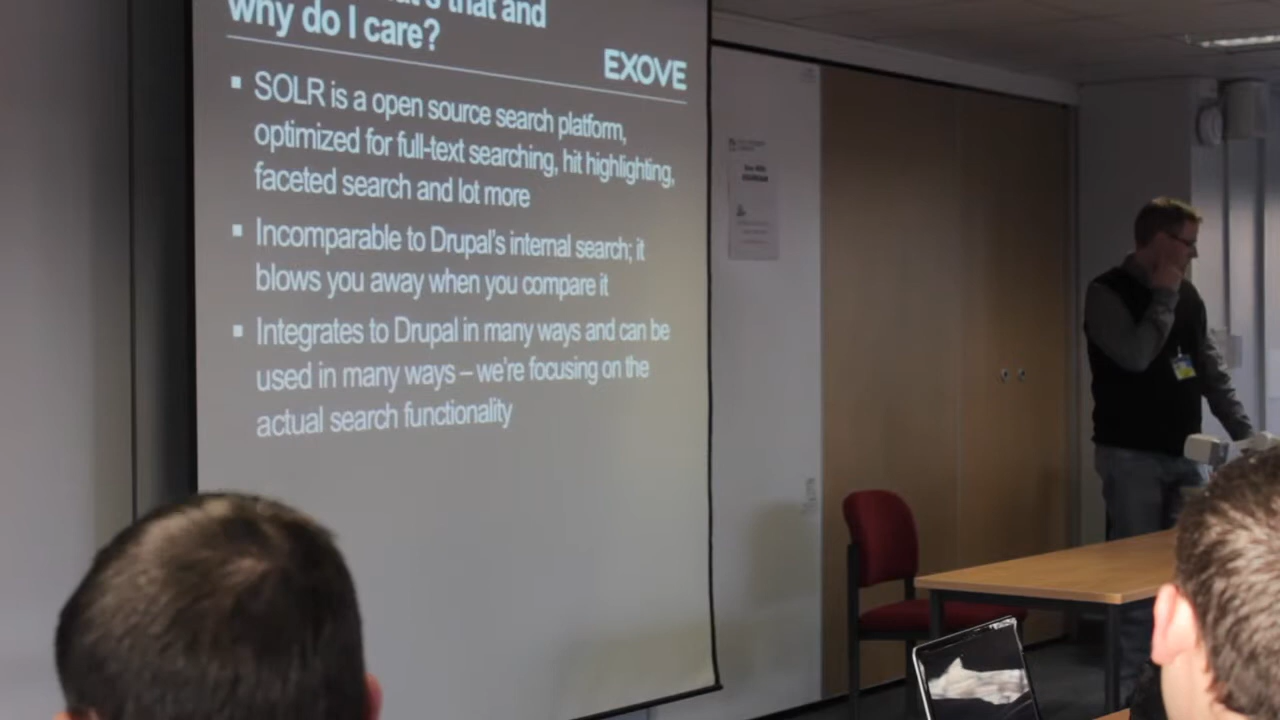 that and
why do I care?
EXOVE
▪ SOLR is a open source search platform,
optimized for full-text searching, hit highlighting,
faceted search and lot more
▪ Incomparable to Drupal's internal search; it
blows you away when you compare it
▪ Integrates to Drupal in many ways and can be
used in many ways – we're focusing on the
actual search functionality